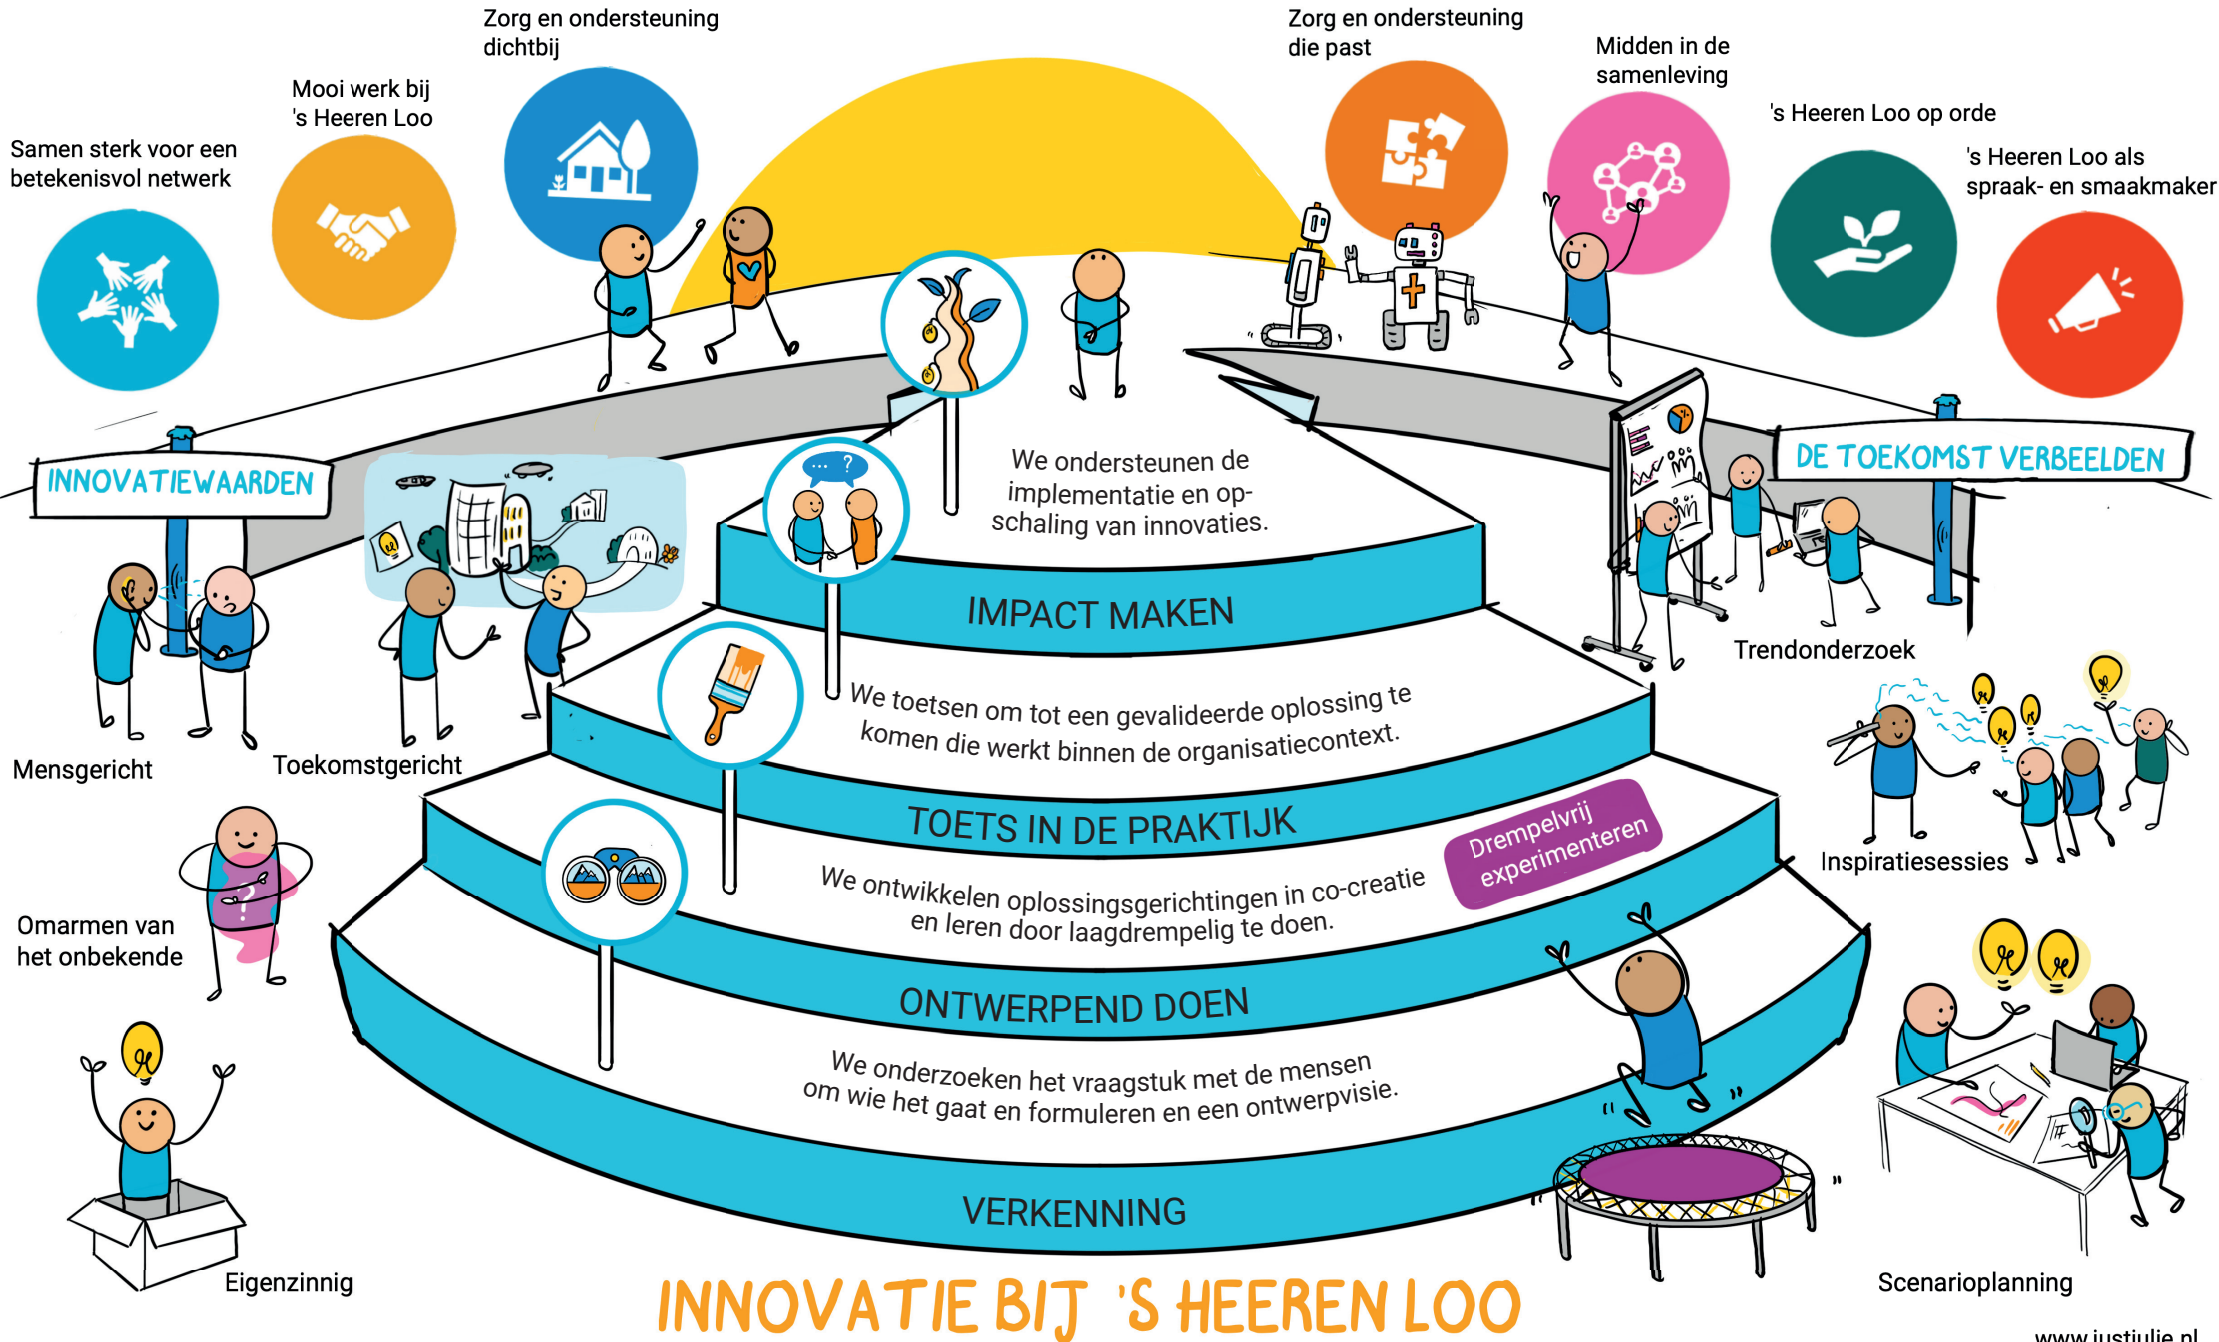 Zorg en ondersteuning
dichtbij
Zorg en ondersteuning
die past
Midden in de
samenleving
Mooi werk bij
's Heeren Loo
's Heeren Loo op orde
Samen sterk voor een
betekenisvol netwerk
's Heeren Loo als
spraak- en smaakmaker
INNOVATIEWAARDEN
DE TOEKOMST VERBEELDEN
... ?
We ondersteunen de
implementatie en op-
schaling van innovaties.
IMPACT MAKEN
Trendonderzoek
We toetsen om tot een gevalideerde oplossing te
komen die werkt binnen de organisatiecontext.
Mensgericht
Toekomstgericht
TOETS IN DE PRAKTIJK
Drempelvrij
experimenteren
Inspiratiesessies
We ontwikkelen oplossingsgerichtingen in co-creatie
en leren door laagdrempelig te doen.
?
Omarmen van
het onbekende
ONTWERPEND DOEN
We onderzoeken het vraagstuk met de mensen
om wie het gaat en formuleren en een ontwerpvisie.
VERKENNING
Eigenzinnig
Scenarioplanning
INNOVATIE BIJ 'S HEEREN LOO
www.justjulie.nl